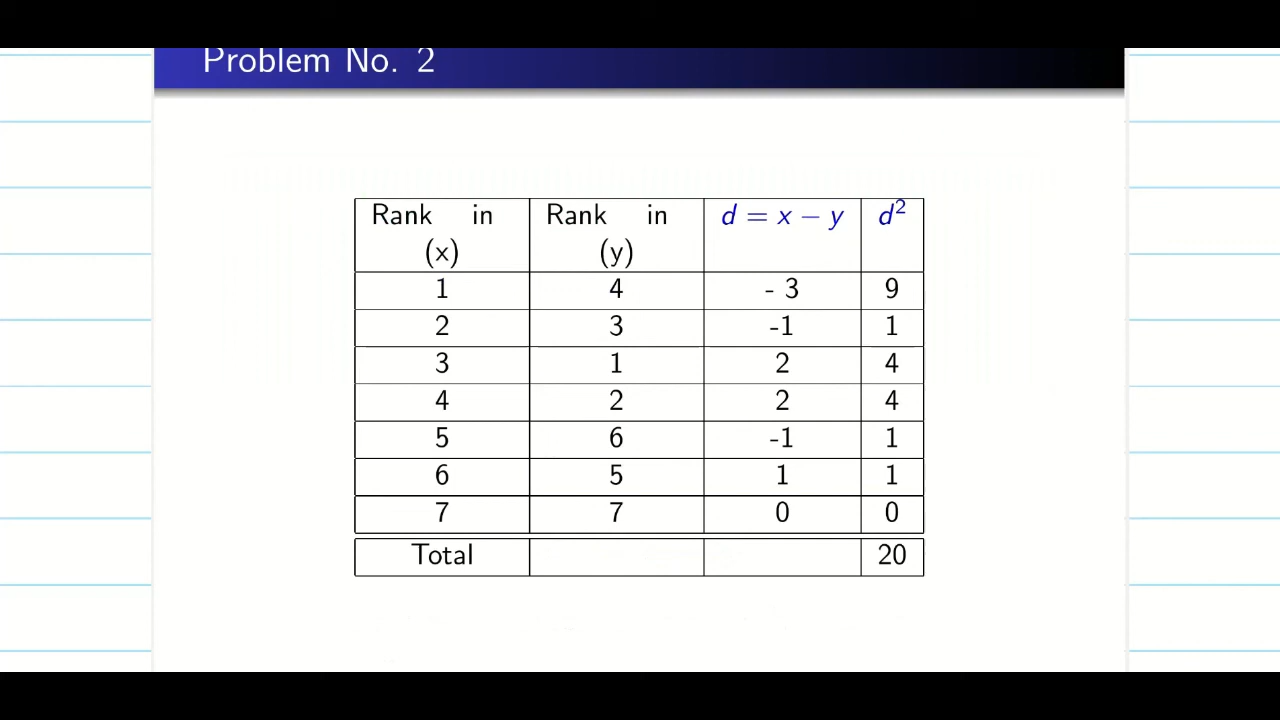 Problem No. 2
Rank in (x) Rank in (y) d = x − y d²
1 4 - 3 9
2 3 -1 1
3 1 2 4
4 2 2 4
5 6 -1 1
6 5 1 1
7 7 0 0
Total 20